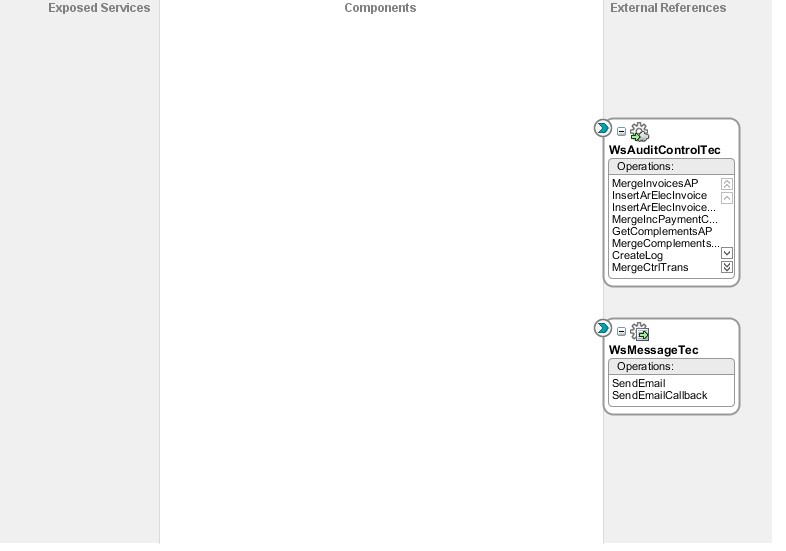 Exposed Services
Components
External References
WsAuditControlTec
Operations:
MergeInvoicesAP
InsertArElecInvoice
InsertArElecInvoice...
MergeIncPaymentC...
GetComplementsAP
MergeComplements...
CreateLog
MergeCtrlTrans
WsMessageTec
Operations:
SendEmail
SendEmailCallback